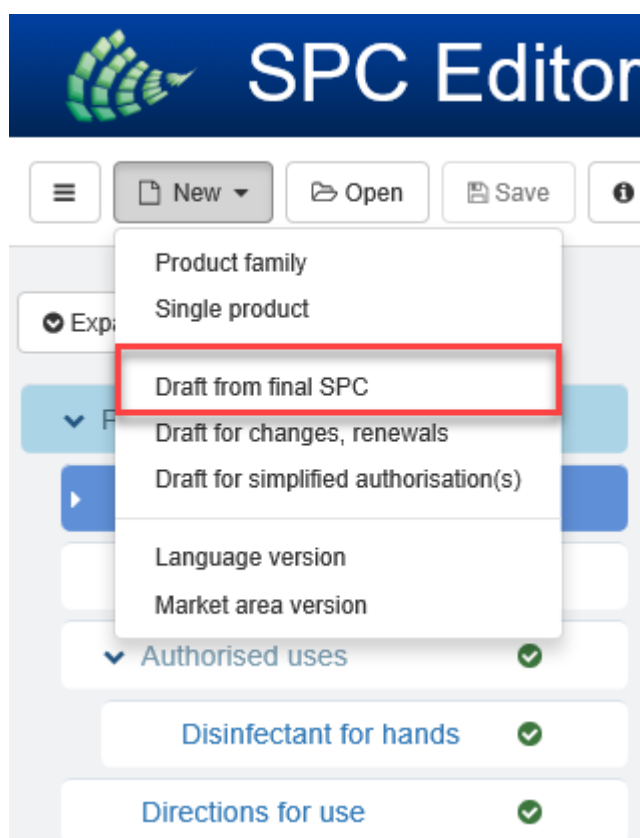 SPC Editor
New Open Save
Product family
Single product
Draft from final SPC
Draft for changes, renewals
Draft for simplified authorisation(s)
Language version
Market area version
Authorised uses
Disinfectant for hands
Directions for use